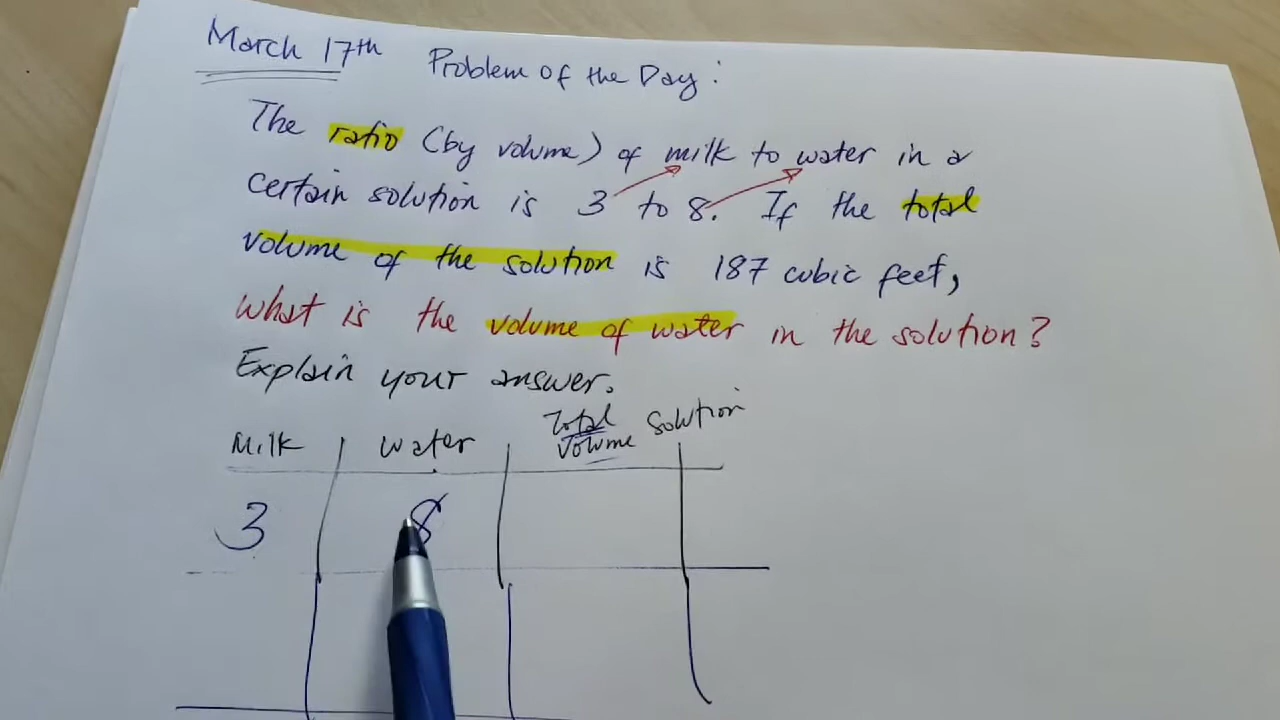 March 17th Problem of the Day:
The ratio (by volume) of milk to water in a
certain solution is 3 to 8. If the total
volume of the solution is 187 cubic feet,
what is the volume of water in the solution?
Explain your answer.
Milk Water Total Volume Solution
3 8